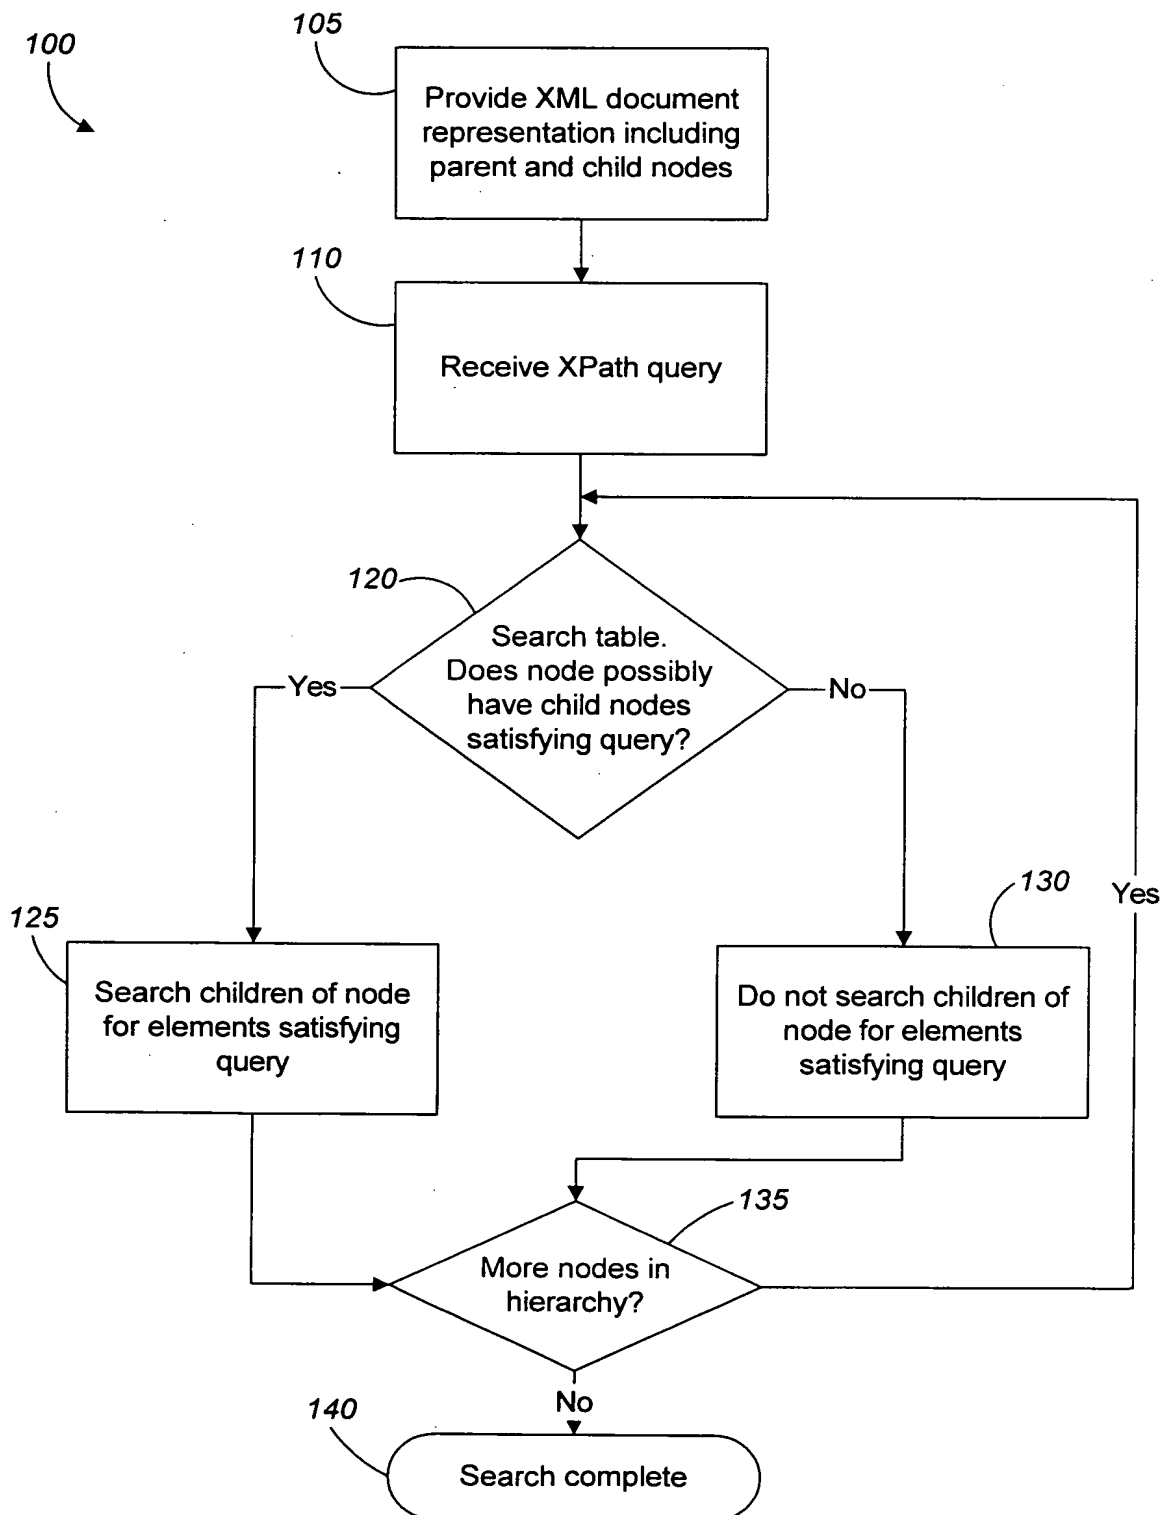 100
105
Provide XML document
representation including
parent and child nodes
110
Receive XPath query
120
Search table.
Does node possibly
have child nodes
satisfying query?
Yes
No
125
Search children of node
for elements satisfying
query
130
Do not search children of
node for elements
satisfying query
Yes
135
More nodes in
hierarchy?
No
140
Search complete